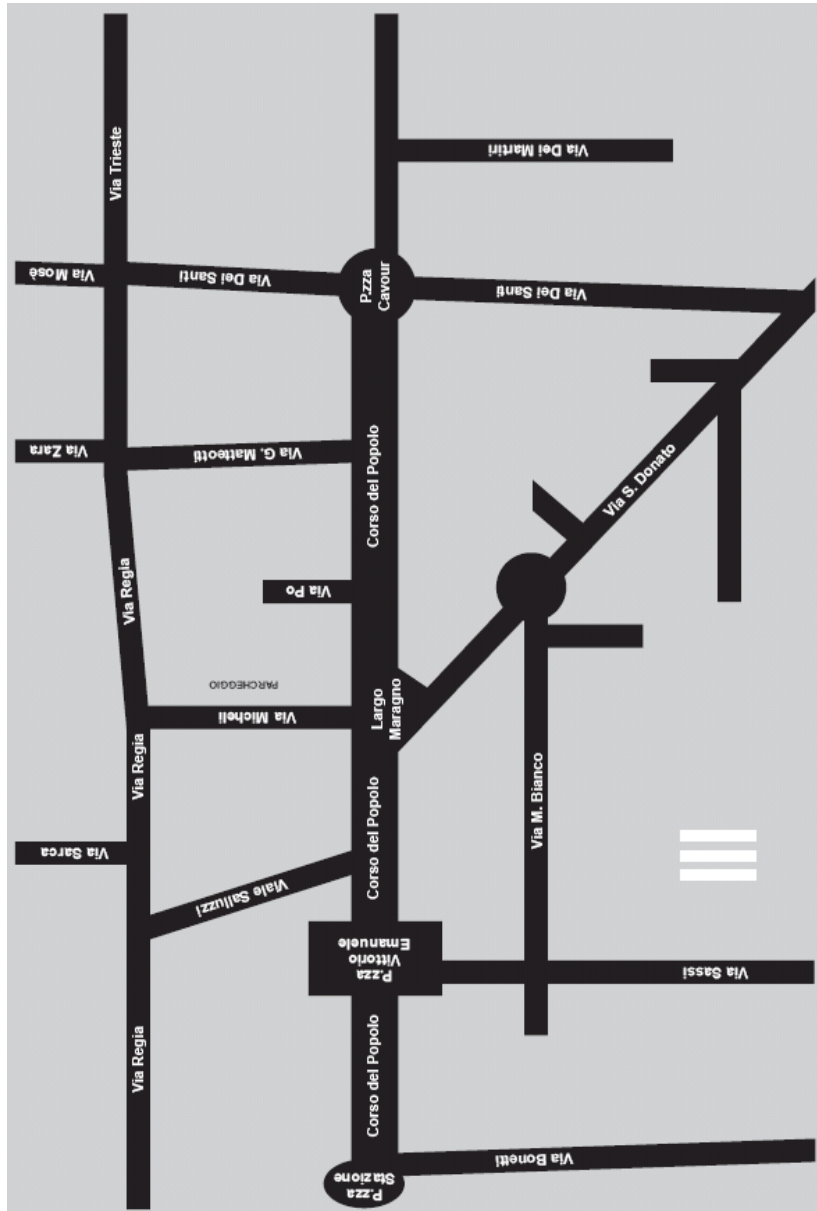 Via Trieste
Via Dei Martiri
Via Mosè
Via Dei Santi
P.zza
Cavour
Via Dei Santi
Via Zara
Via G. Matteotti
Corso del Popolo
Via S. Donato
Via Regia
Via Po
PARCHEGGIO
Largo
Maragno
Via Micheli
Via Regia
Via M. Bianco
Corso del Popolo
Via Sarca
Viale Salluzzi
P.zza
Vittorio
Emanuele
Via Sassi
Via Regia
Corso del Popolo
Via Bonetti
P.zza
Stazione